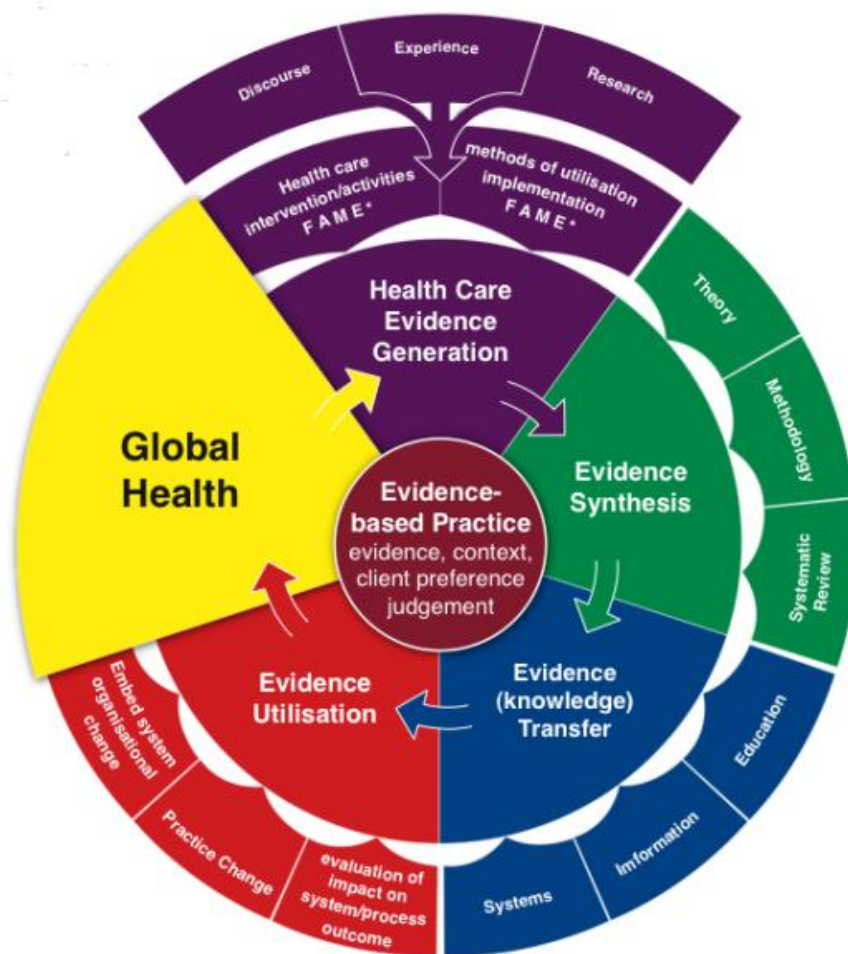 Discourse
Experience
Research
Health care
intervention/activities
F A M E*
methods of utilisation
implementation
F A M E*
Health Care
Evidence
Generation
Global
Health
Theory
Methodology
Systematic
Review
Evidence
Synthesis
Evidence-
based Practice
evidence, context,
client preference
judgement
Evidence
Utilisation
Evidence
(knowledge)
Transfer
Education
Imformation
Systems
Embed system
organisational
change
Practice Change
evaluation of
impact on
system/process
outcome